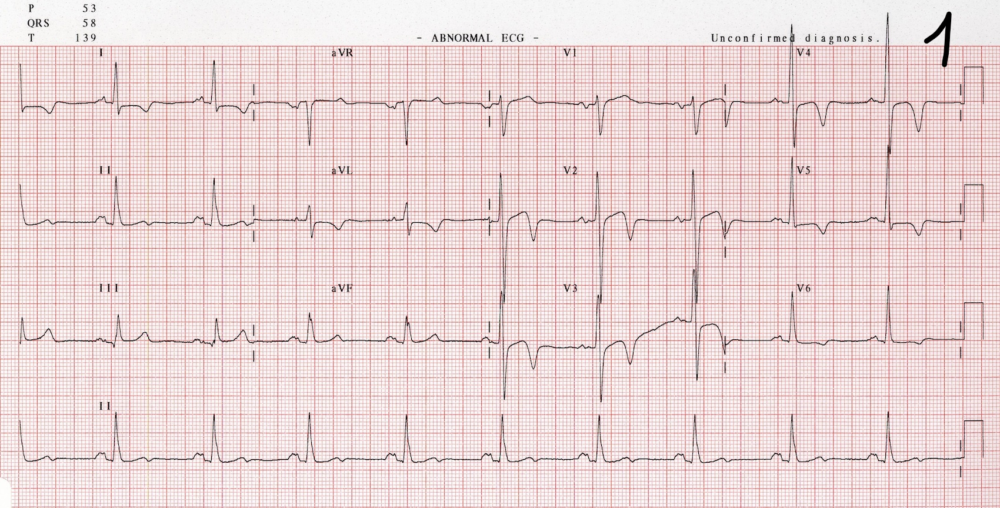 P 53
QRS 58
T 139
- ABNORMAL ECG -
Unconfirmed diagnosis.
1
I aVR V1 V4
II aVL V2 V5
III aVF V3 V6
II